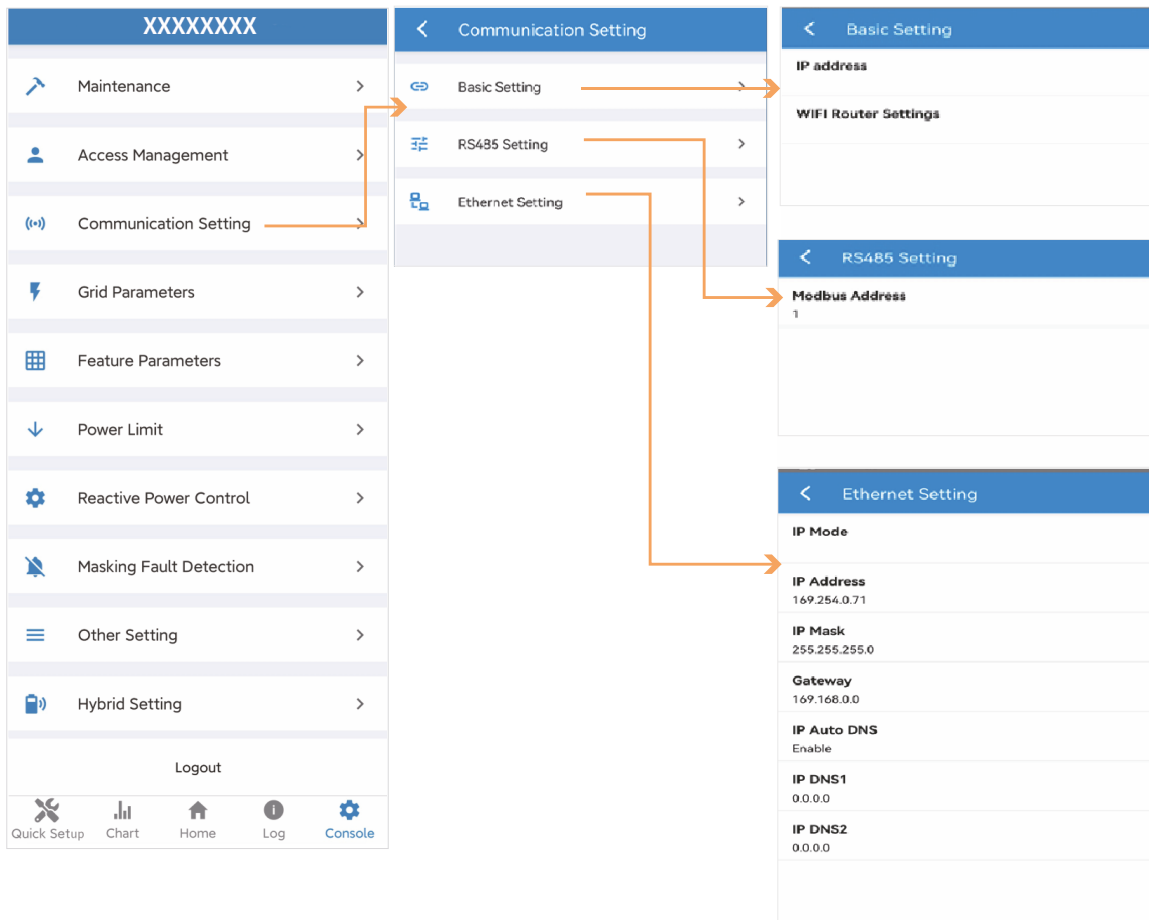 XXXXXXXX
Maintenance
Access Management
Communication Setting
Grid Parameters
Feature Parameters
Power Limit
Reactive Power Control
Masking Fault Detection
Other Setting
Hybrid Setting
Logout
Quick Setup
Chart
Home
Log
Console
Communication Setting
Basic Setting
RS485 Setting
Ethernet Setting
Basic Setting
IP address
WIFI Router Settings
RS485 Setting
Modbus Address
1
Ethernet Setting
IP Mode
IP Address
169.254.0.71
IP Mask
255.255.255.0
Gateway
169.168.0.0
IP Auto DNS
Enable
IP DNS1
0.0.0.0
IP DNS2
0.0.0.0